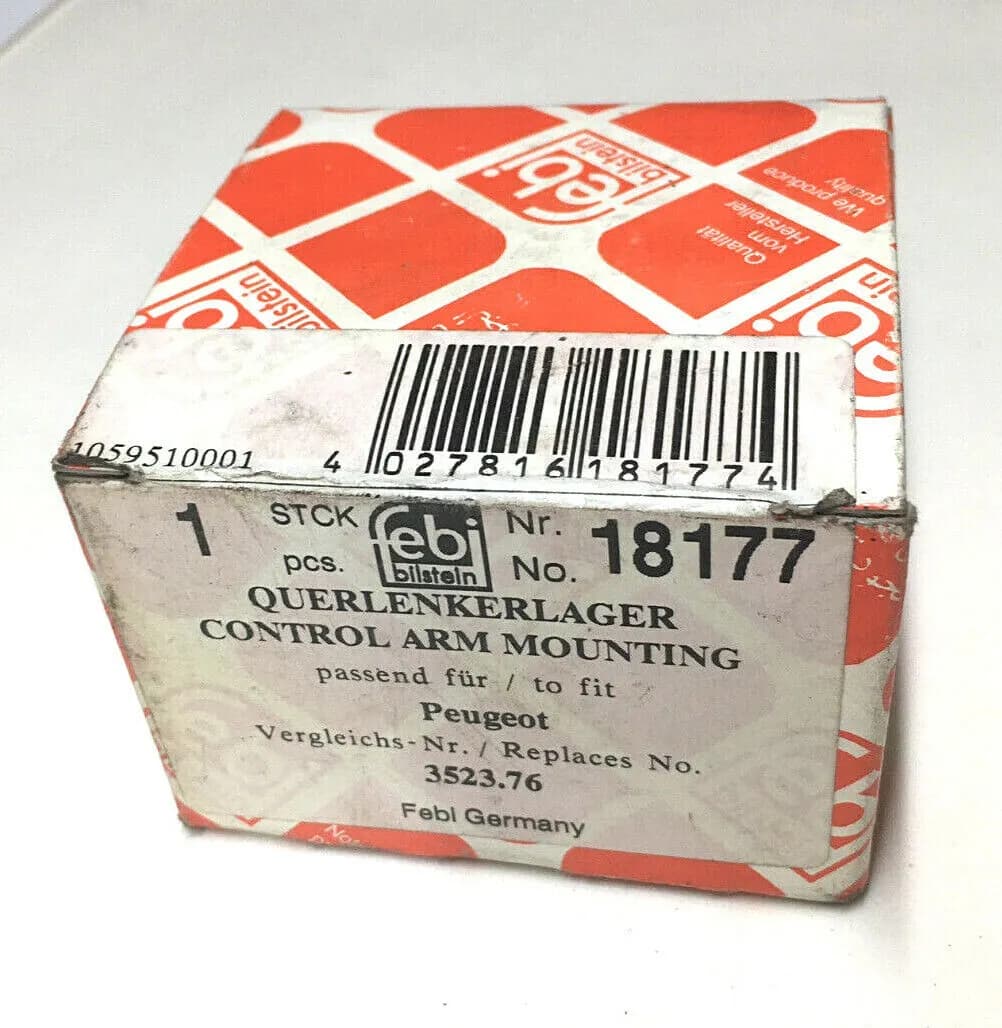 febi
bilstein
We produce
quality
Qualität
vom
Hersteller
bilstein
1059510001
4 027816 181774
1 STCK febi Nr. 18177
pcs. bilstein No.
QUERLENKERLAGER
CONTROL ARM MOUNTING
passend für / to fit
Peugeot
Vergleichs-Nr. / Replaces No.
3523.76
Febi Germany